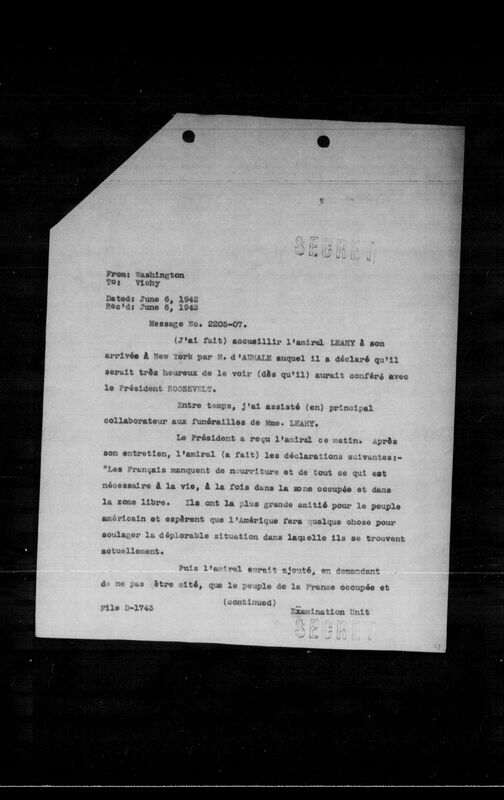 SECRET
From: Washington
To: Vichy
Dated: June 6, 1942
Rec'd: June 6, 1942
Message No. 2205-07.
(J'ai fait) accueillir l'amiral LEAHY à son
arrivée à New York par M. d'AUMALE auquel il a déclaré qu'il
serait très heureux de le voir (dès qu'il) aurait conféré avec
le Président ROOSEVELT.
Entre temps, j'ai assisté (en) principal
collaborateur aux funérailles de Mme. LEAHY.
Le Président a reçu l'amiral ce matin. Après
son entretien, l'amiral (a fait) les déclarations suivantes:-
"Les Français manquent de nourriture et de tout ce qui est
nécessaire à la vie, à la fois dans la zone occupée et dans
la zone libre. Ils ont la plus grande amitié pour le peuple
américain et espèrent que l'Amérique fera quelque chose pour
soulager la déplorable situation dans laquelle ils se trouvent
actuellement.
Puis l'amiral aurait ajouté, en demandant
de ne pas être cité, que le peuple de la France occupée et
(continued)
File D-1743
Examination Unit
SECRET